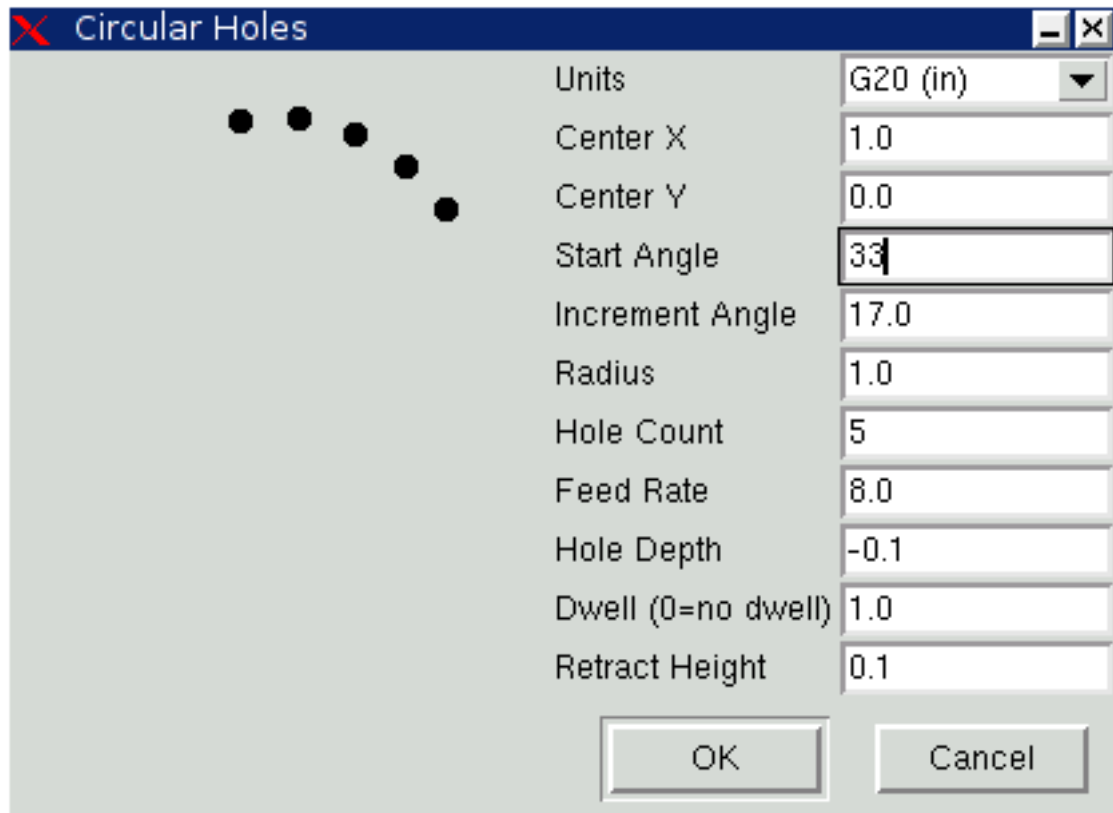 Circular Holes
Units G20 (in)
Center X 1.0
Center Y 0.0
Start Angle 33
Increment Angle 17.0
Radius 1.0
Hole Count 5
Feed Rate 8.0
Hole Depth -0.1
Dwell (0=no dwell) 1.0
Retract Height 0.1
OK Cancel